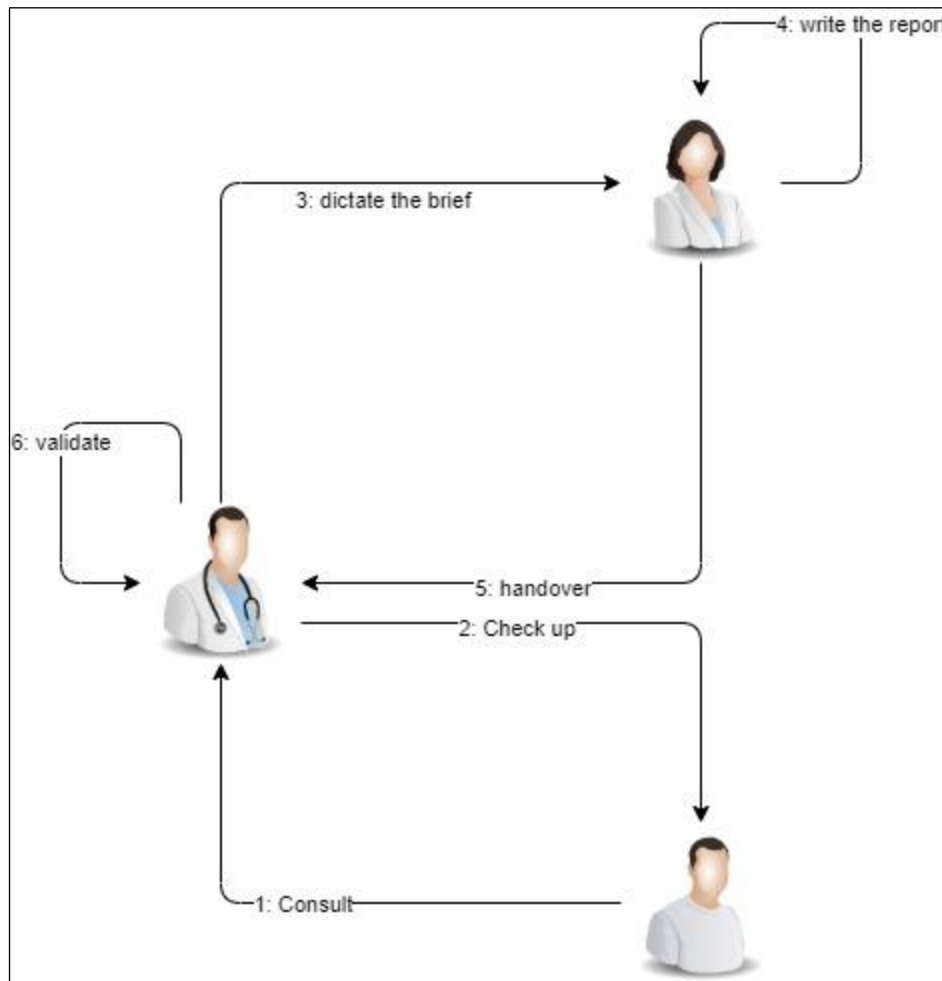 4: write the report
3: dictate the brief
6: validate
5: handover
2: Check up
1: Consult